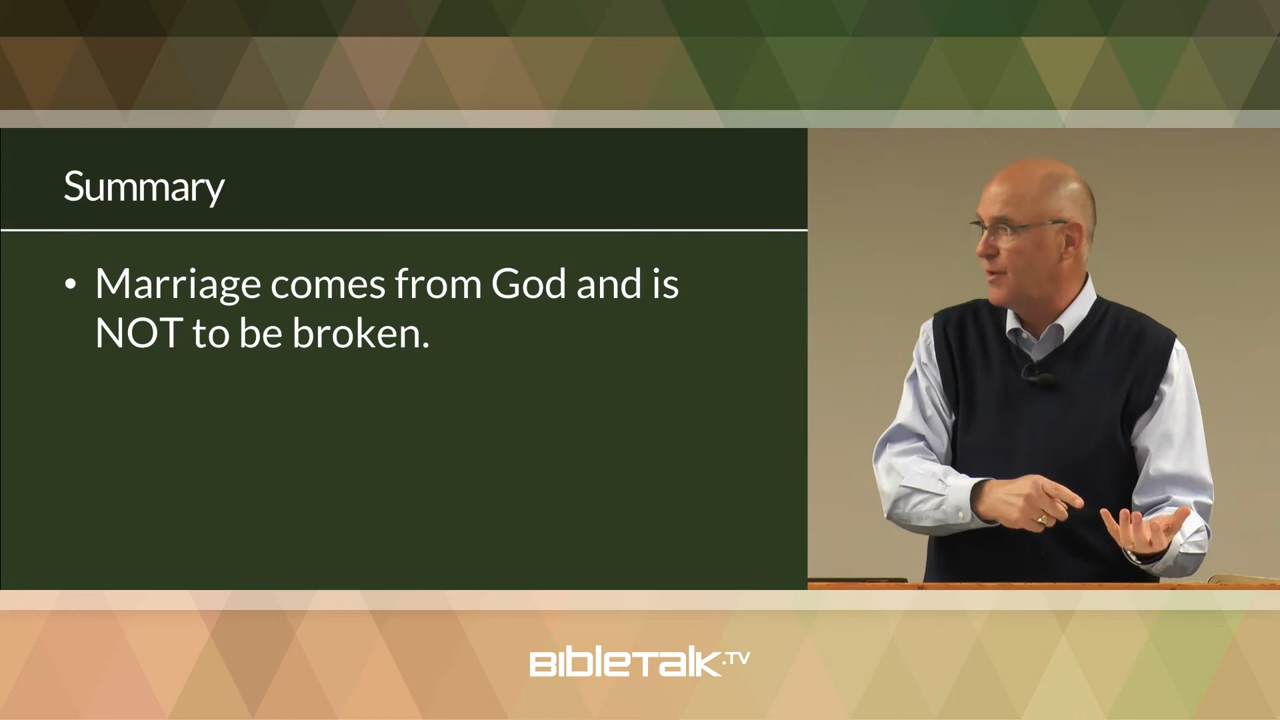 Summary
• Marriage comes from God and is
NOT to be broken.
BIBLETALK.TV